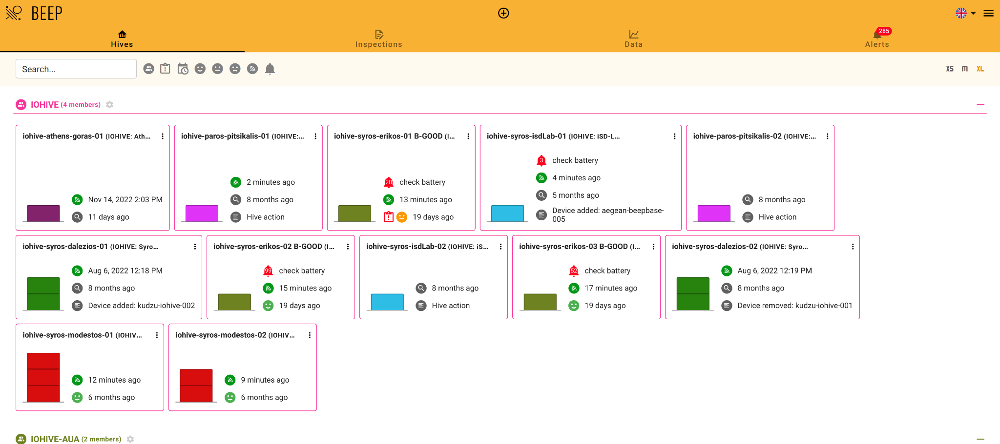 BEEP
285
Hives
Inspections
Data
Alerts
Search...
XS M XL
IOHIVE (4 members)
iohive-athens-goras-01 (IOHIVE: Ath...
Nov 14, 2022 2:03 PM
11 days ago
iohive-paros-pitsikalis-01 (IOHIVE:...
2 minutes ago
8 months ago
Hive action
iohive-syros-erikos-01 B-GOOD (I...
20 check battery
13 minutes ago
19 days ago
iohive-syros-isdLab-01 (IOHIVE: iSD-L...
3 check battery
4 minutes ago
5 months ago
Device added: aegean-beepbase-
005
iohive-paros-pitsikalis-02 (IOHIVE:...
8 months ago
Hive action
iohive-syros-dalezios-01 (IOHIVE: Syro...
Aug 6, 2022 12:18 PM
8 months ago
Device added: kudzu-iohive-002
iohive-syros-erikos-02 B-GOOD (I...
99 check battery
15 minutes ago
19 days ago
iohive-syros-isdLab-02 (IOHIVE: iS...
8 months ago
Hive action
iohive-syros-erikos-03 B-GOOD (I...
52 check battery
17 minutes ago
19 days ago
iohive-syros-dalezios-02 (IOHIVE: Syro...
Aug 6, 2022 12:19 PM
8 months ago
Device removed: kudzu-iohive-001
iohive-syros-modestos-01 (IOHIV...
12 minutes ago
6 months ago
iohive-syros-modestos-02 (IOHIV...
9 minutes ago
6 months ago
IOHIVE-AUA (2 members)